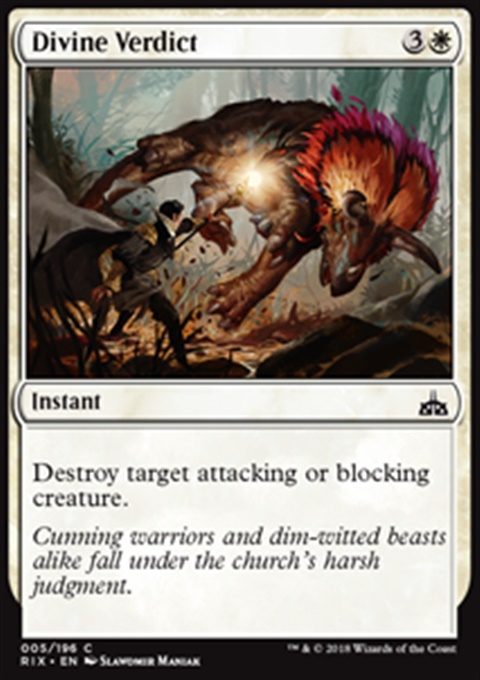 Divine Verdict 3
Instant
Destroy target attacking or blocking
creature.
Cunning warriors and dim-witted beasts
alike fall under the church's harsh
judgment.
005/196 C
RIX • EN Slawomir Maniak
™ & © 2018 Wizards of the Coast